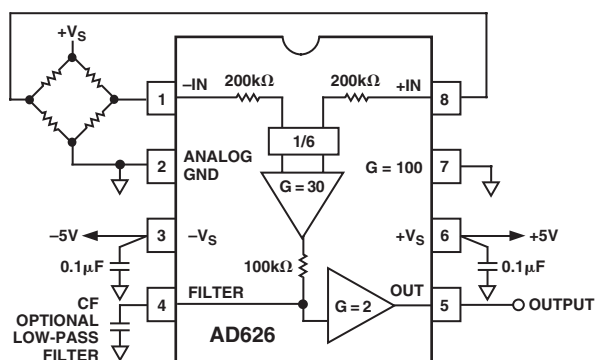 +VS
–IN
200kΩ
200kΩ
+IN
1
8
1/6
2
ANALOG
GND
G = 30
G = 100
7
–5V
3
–VS
+VS
6
+5V
0.1μF
100kΩ
0.1μF
4
FILTER
G = 2
OUT
5
OUTPUT
CF
OPTIONAL
LOW-PASS
FILTER
AD626